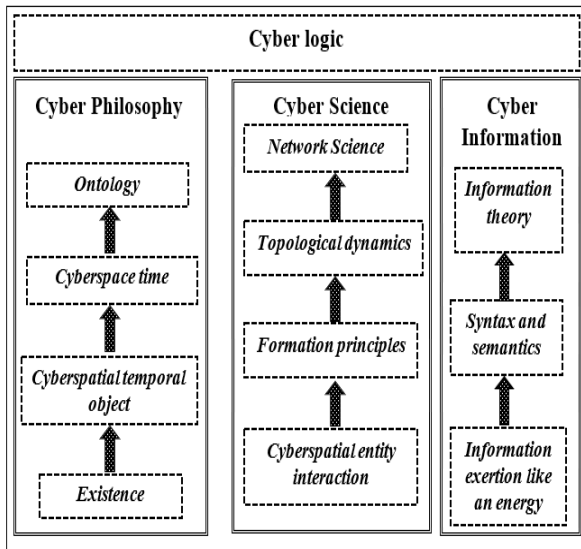 Cyber logic
Cyber Philosophy
Ontology
Cyberspace time
Cyberspatial temporal
object
Existence
Cyber Science
Network Science
Topological dynamics
Formation principles
Cyberspatial entity
interaction
Cyber
Information
Information
theory
Syntax and
semantics
Information
exertion like
an energy